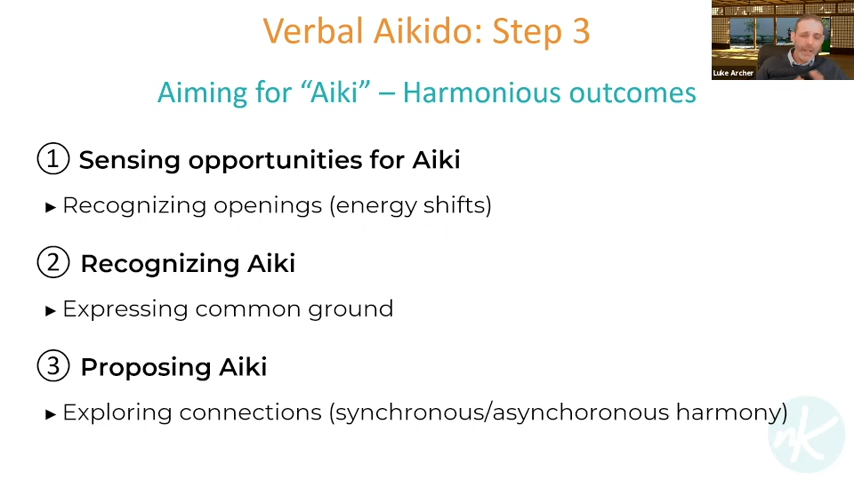 Verbal Aikido: Step 3
Luke Archer
Aiming for “Aiki” – Harmonious outcomes
① Sensing opportunities for Aiki
► Recognizing openings (energy shifts)
② Recognizing Aiki
► Expressing common ground
③ Proposing Aiki
► Exploring connections (synchronous/asynchoronous harmony)
nK